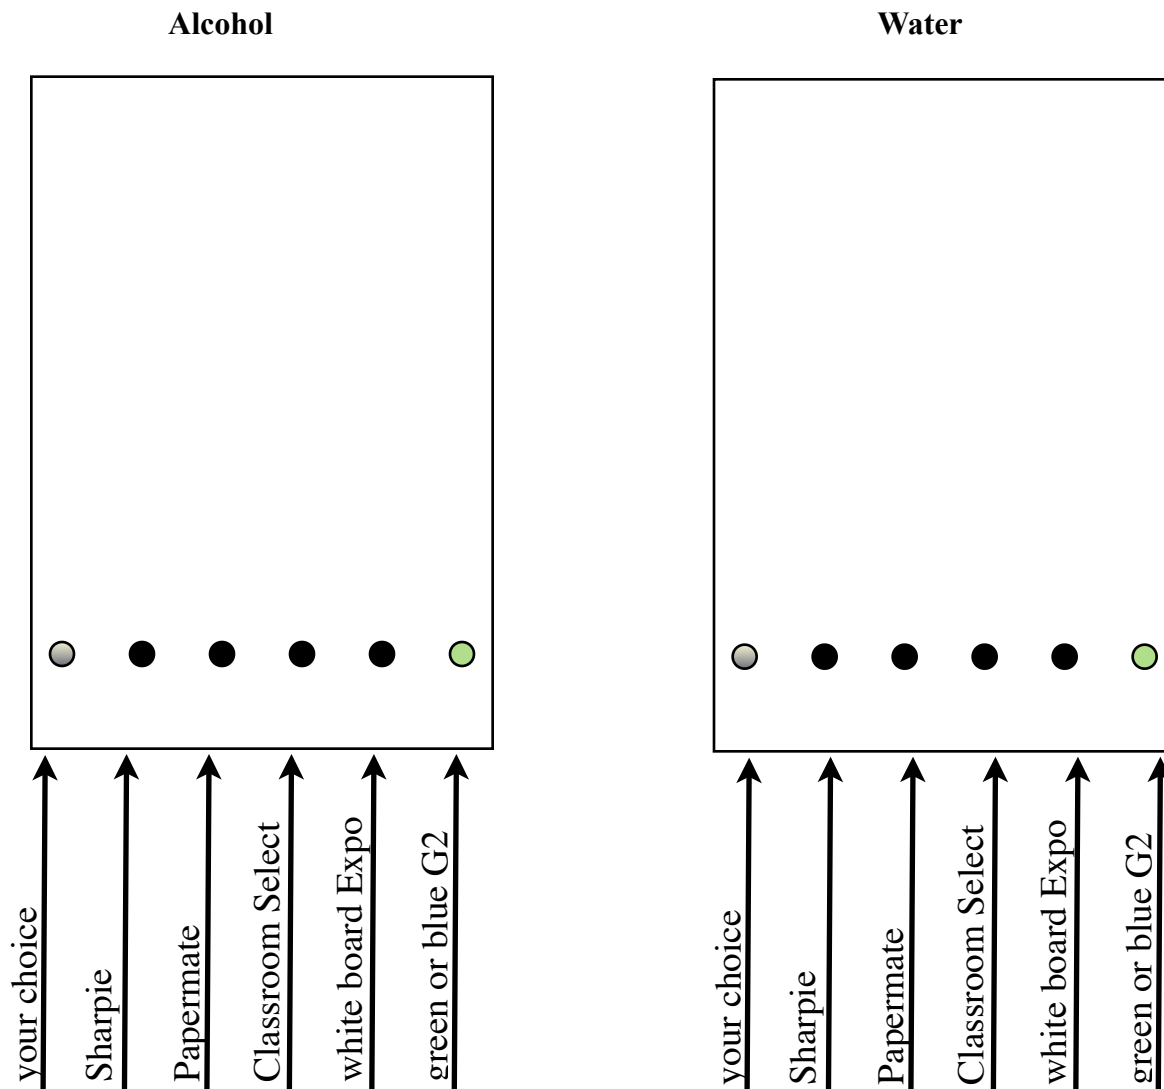 Alcohol
Water
your choice
Sharpie
Papermate
Classroom Select
white board Expo
green or blue G2
your choice
Sharpie
Papermate
Classroom Select
white board Expo
green or blue G2